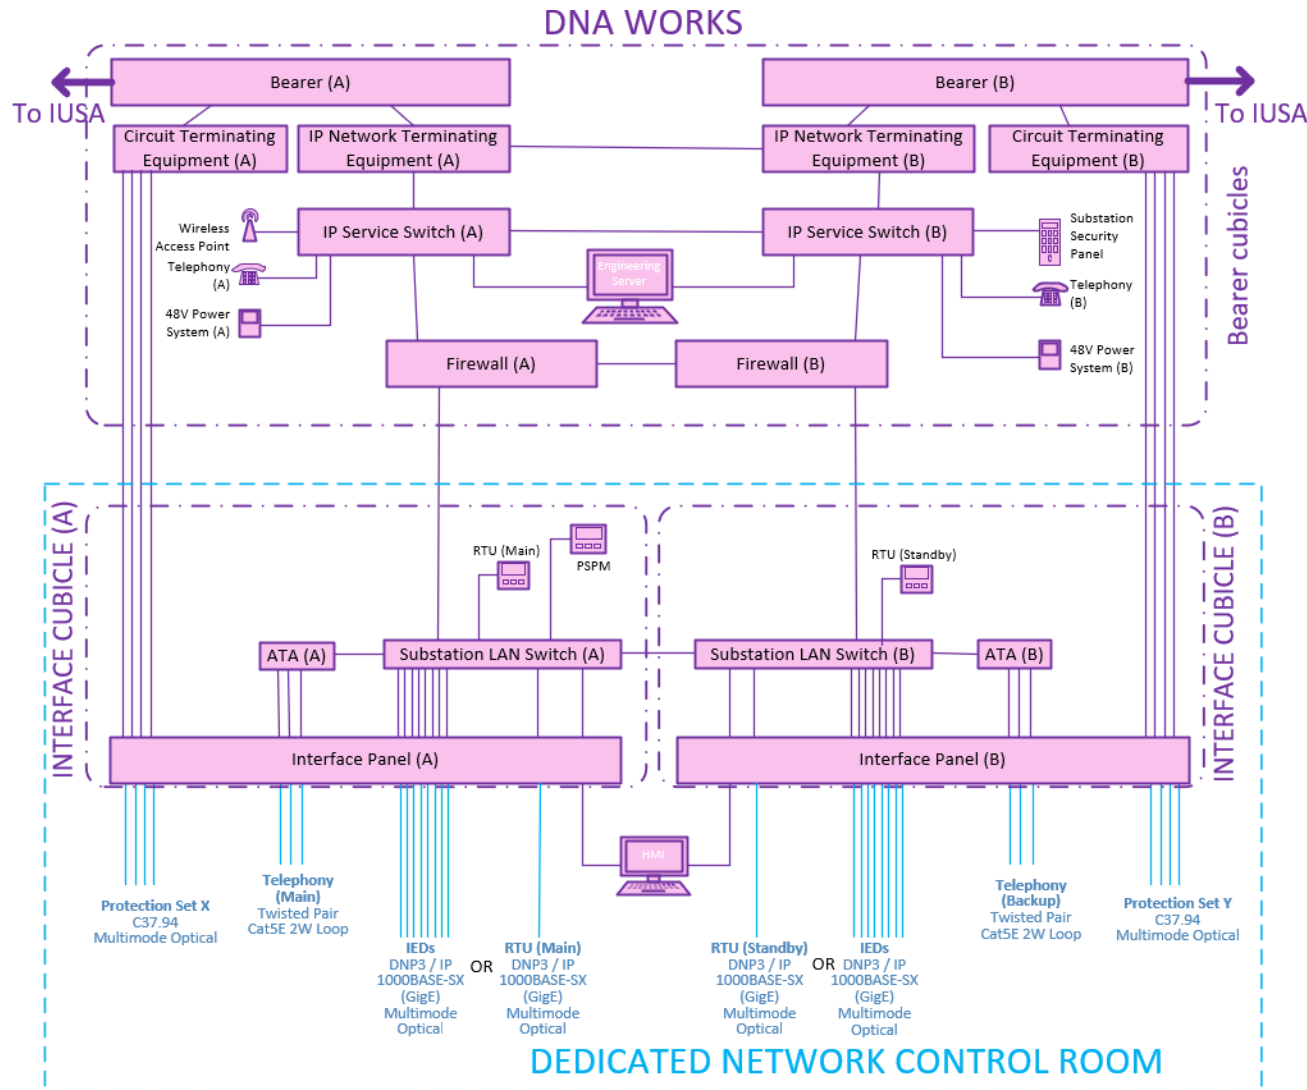 DNA WORKS
Bearer (A)
Bearer (B)
To IUSA
To IUSA
Circuit Terminating
Equipment (A)
IP Network Terminating
Equipment (A)
IP Network Terminating
Equipment (B)
Circuit Terminating
Equipment (B)
Bearer cubicles
Wireless
Access Point
IP Service Switch (A)
IP Service Switch (B)
Substation
Security
Panel
Telephony
(A)
Engineering
Server
Telephony
(B)
48V Power
System (A)
Firewall (A)
Firewall (B)
48V Power
System (B)
INTERFACE CUBICLE (A)
INTERFACE CUBICLE (B)
RTU (Main)
PSPM
RTU (Standby)
ATA (A)
Substation LAN Switch (A)
Substation LAN Switch (B)
ATA (B)
Interface Panel (A)
Interface Panel (B)
HMI
Protection Set X
C37.94
Multimode Optical
Telephony
(Main)
Twisted Pair
Cat5E 2W Loop
IEDs
DNP3 / IP
1000BASE-SX
(GigE)
Multimode
Optical
OR
RTU (Main)
DNP3 / IP
1000BASE-SX
(GigE)
Multimode
Optical
RTU (Standby)
DNP3 / IP
1000BASE-SX
(GigE)
Multimode
Optical
OR
IEDs
DNP3 / IP
1000BASE-SX
(GigE)
Multimode
Optical
Telephony
(Backup)
Twisted Pair
Cat5E 2W Loop
Protection Set Y
C37.94
Multimode Optical
DEDICATED NETWORK CONTROL ROOM